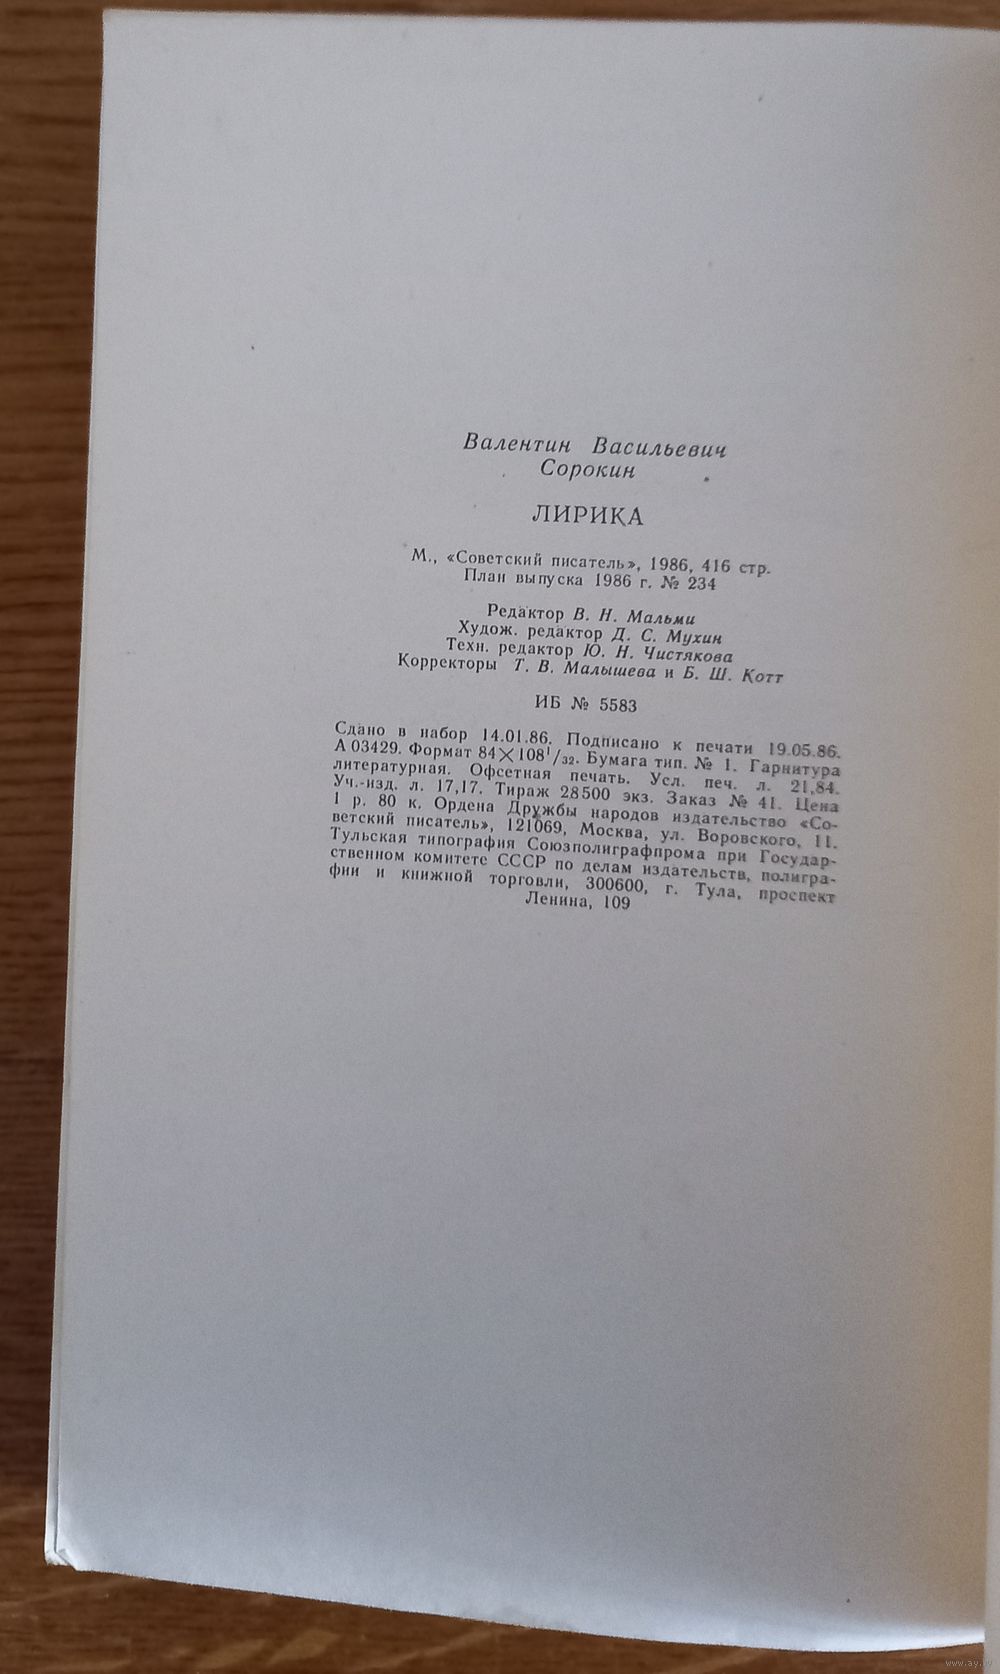 Валентин Васильевич
Сорокин
ЛИРИКА
М., «Советский писатель», 1986, 416 стр.
План выпуска 1986 г. № 234
Редактор В. Н. Мальми
Худож. редактор Д. С. Мухин
Техн. редактор Ю. Н. Чистякова
Корректоры Т. В. Малышева и Б. Ш. Котт
ИБ № 5583
Сдано в набор 14.01.86. Подписано к печати 19.05.86.
А 03429. Формат 84×108¹/₃₂. Бумага тип. № 1. Гарнитура
литературная. Офсетная печать. Усл. печ. л. 21,84.
Уч.-изд. л. 17,17. Тираж 28500 экз. Заказ № 41. Цена
1 р. 80 к. Ордена Дружбы народов издательство «Со-
ветский писатель», 121069, Москва, ул. Воровского, 11.
Тульская типография Союзполиграфпрома при Государ-
ственном комитете СССР по делам издательств, полигра-
фии и книжной торговли, 300600, г. Тула, проспект
Ленина, 109